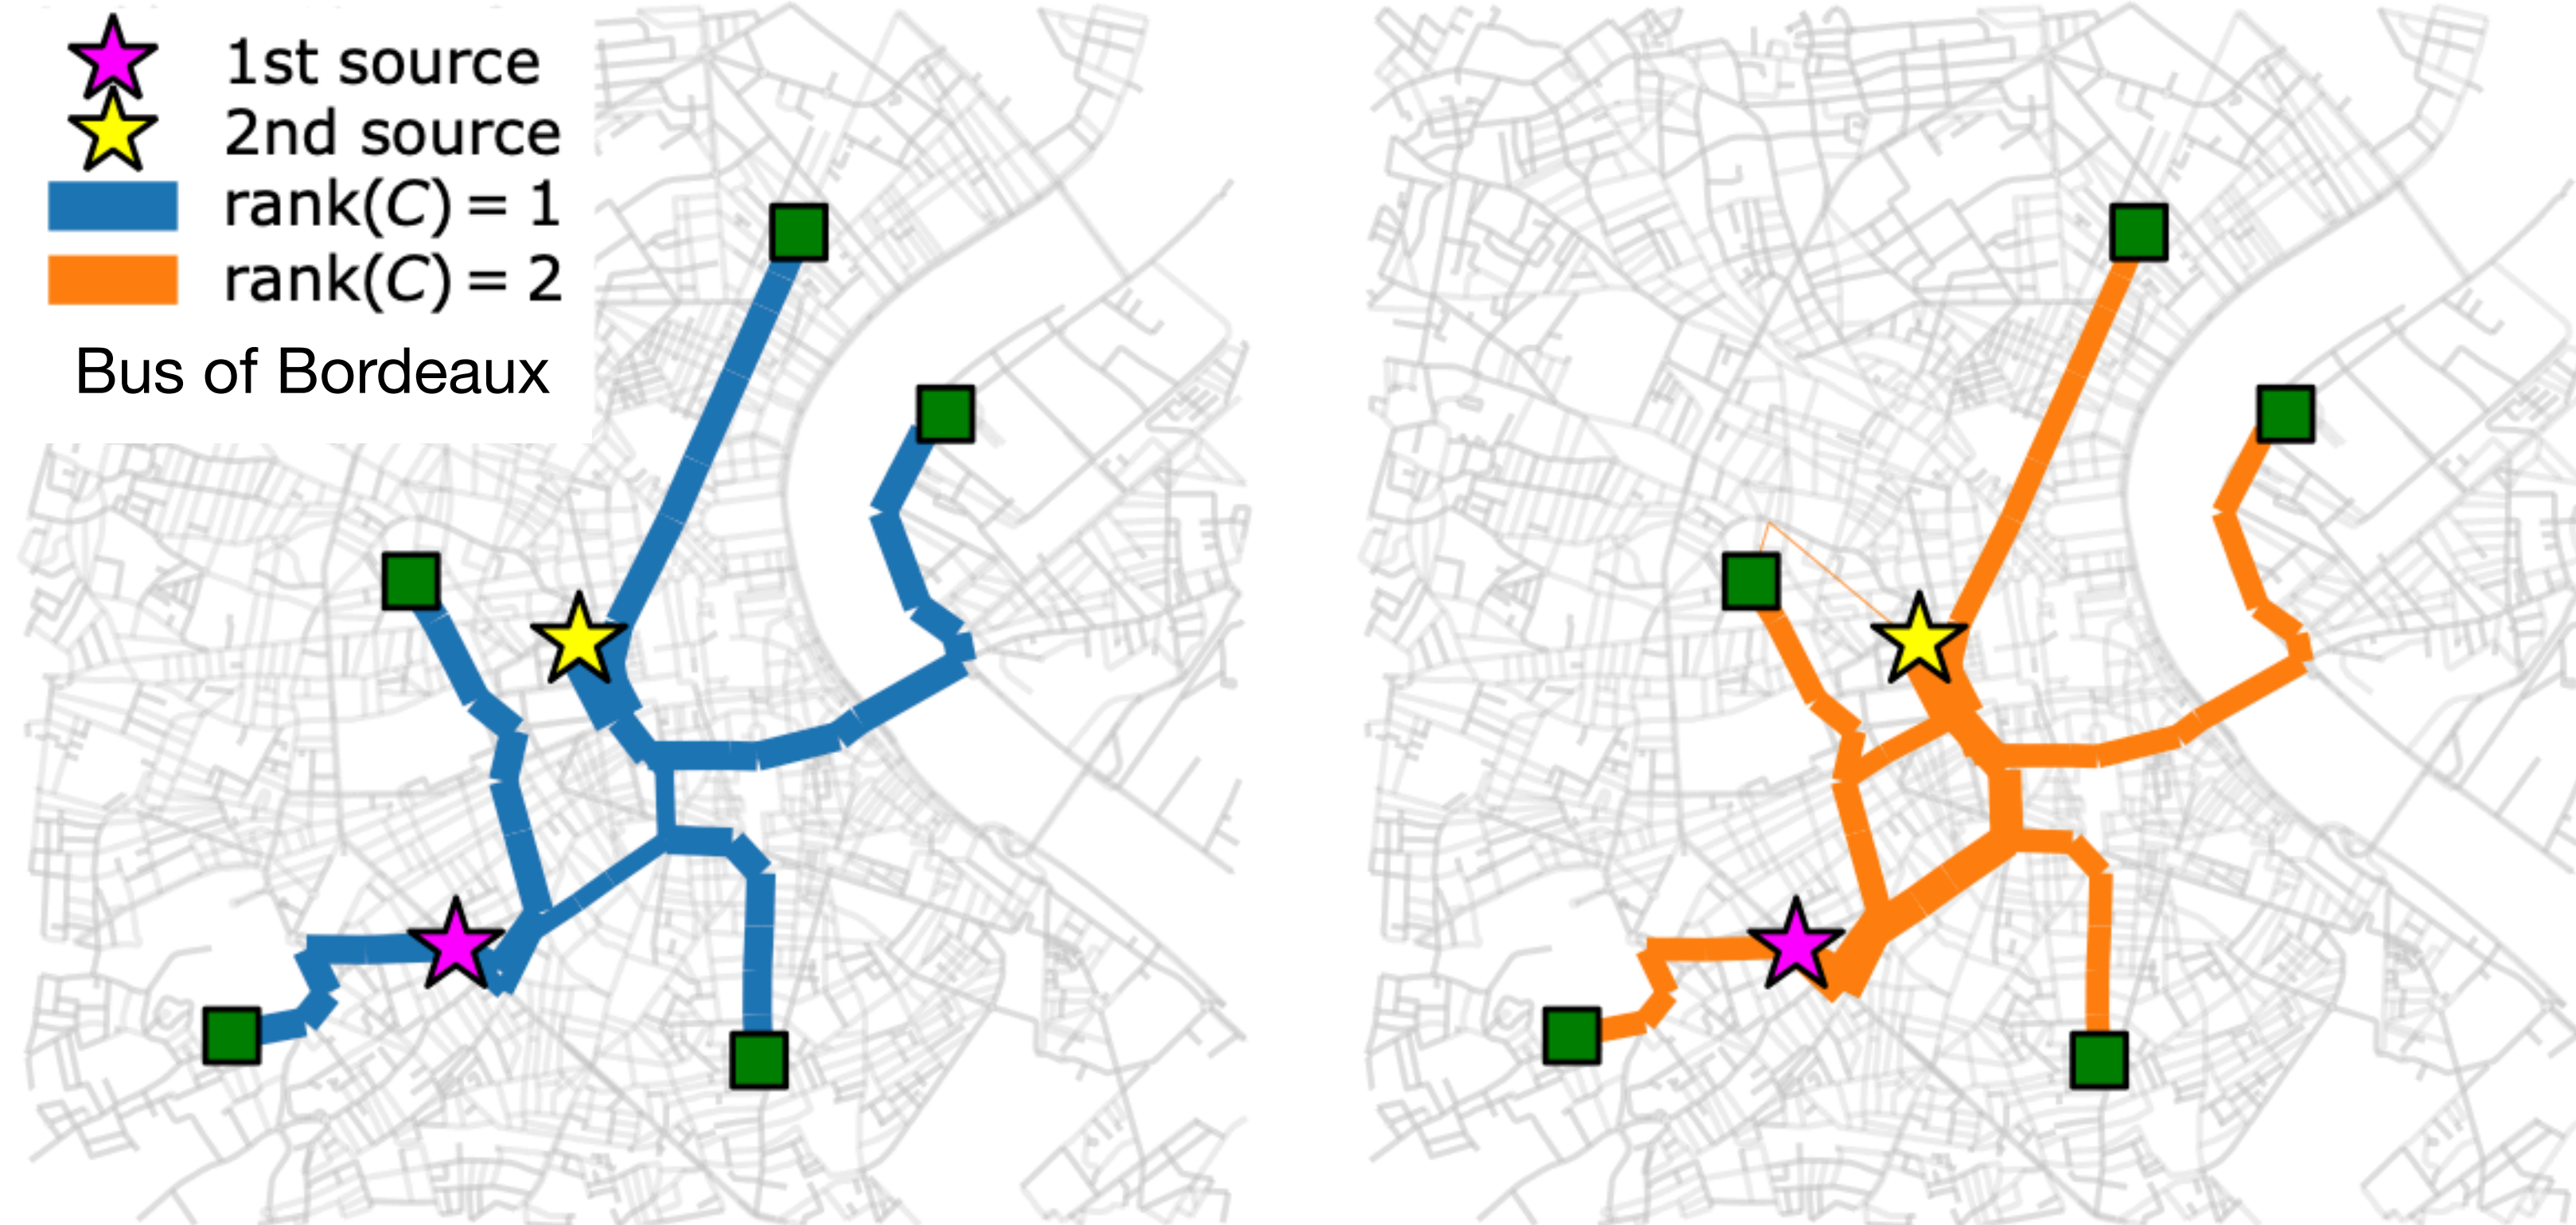 1st source
2nd source
rank(C) = 1
rank(C) = 2
Bus of Bordeaux